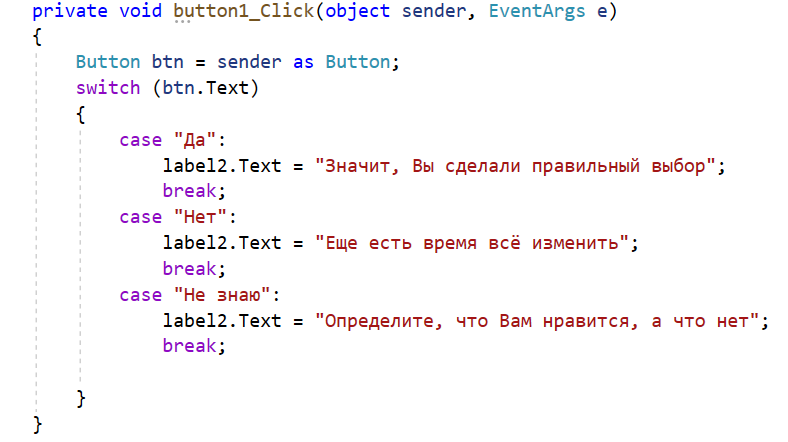 private void button1_Click(object sender, EventArgs e)
{
Button btn = sender as Button;
switch (btn.Text)
{
case "Да":
label2.Text = "Значит, Вы сделали правильный выбор";
break;
case "Нет":
label2.Text = "Еще есть время всё изменить";
break;
case "Не знаю":
label2.Text = "Определите, что Вам нравится, а что нет";
break;
}
}